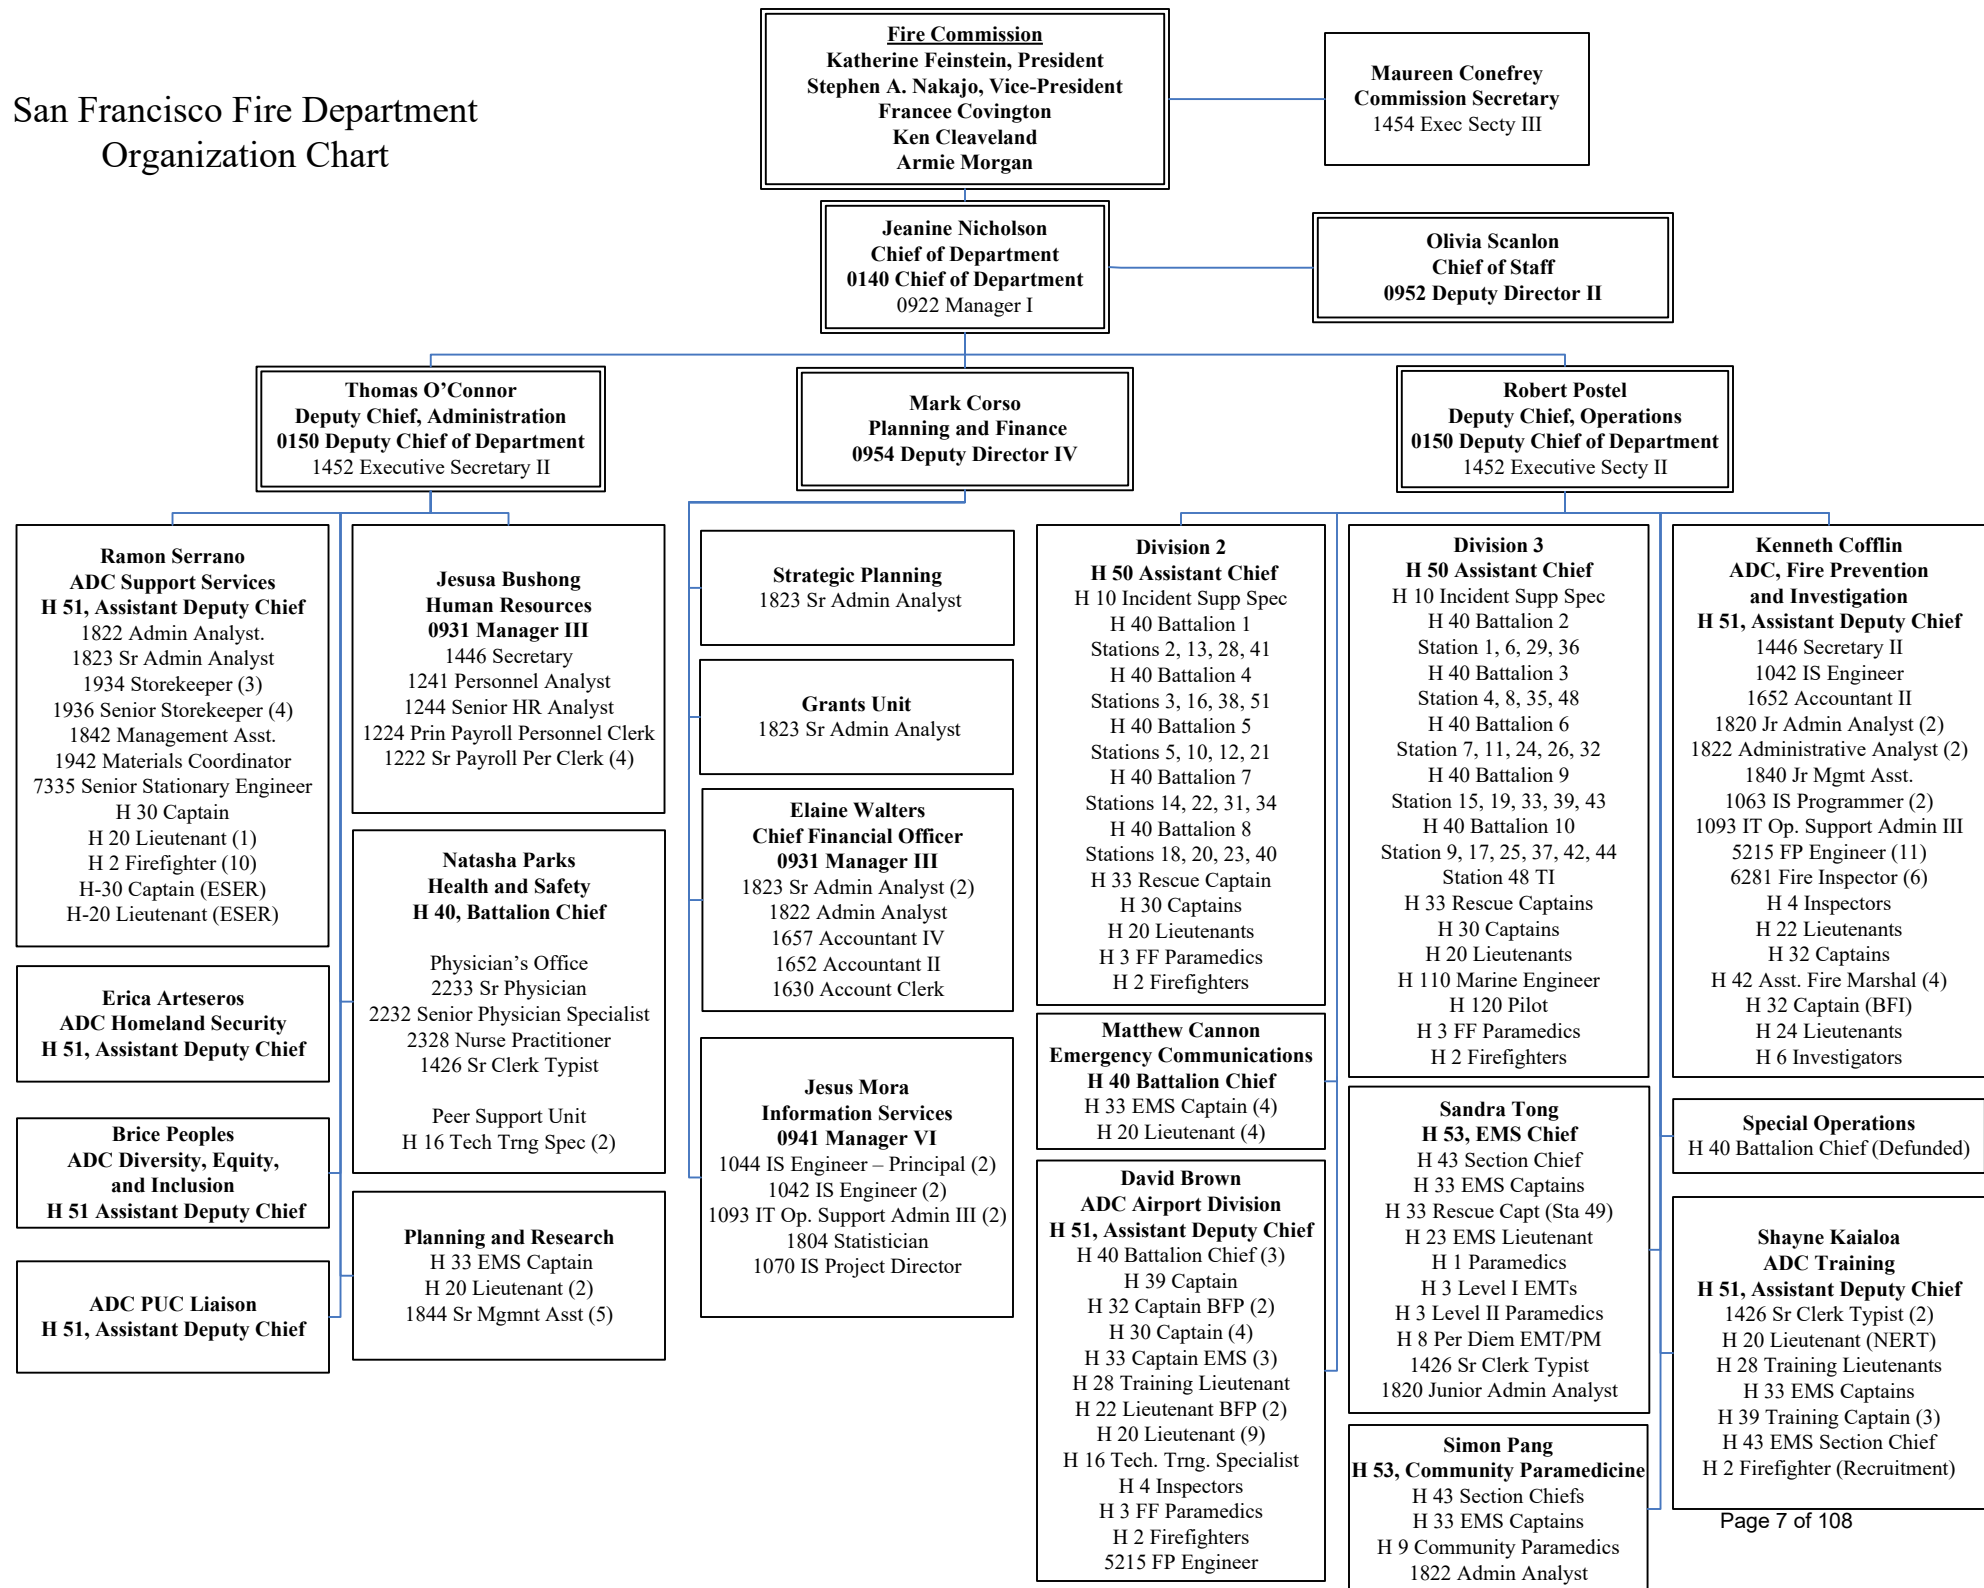 San Francisco Fire Department
Organization Chart
Fire Commission
Katherine Feinstein, President
Stephen A. Nakajo, Vice-President
Francee Covington
Ken Cleaveland
Armie Morgan
Maureen Conefrey
Commission Secretary
1454 Exec Secty III
Jeanine Nicholson
Chief of Department
0140 Chief of Department
0922 Manager I
Olivia Scanlon
Chief of Staff
0952 Deputy Director II
Thomas O’Connor
Deputy Chief, Administration
0150 Deputy Chief of Department
1452 Executive Secretary II
Mark Corso
Planning and Finance
0954 Deputy Director IV
Robert Postel
Deputy Chief, Operations
0150 Deputy Chief of Department
1452 Executive Secty II
Ramon Serrano
ADC Support Services
H 51, Assistant Deputy Chief
1822 Admin Analyst.
1823 Sr Admin Analyst
1934 Storekeeper (3)
1936 Senior Storekeeper (4)
1842 Management Asst.
1942 Materials Coordinator
7335 Senior Stationary Engineer
H 30 Captain
H 20 Lieutenant (1)
H 2 Firefighter (10)
H-30 Captain (ESER)
H-20 Lieutenant (ESER)
Erica Arteseros
ADC Homeland Security
H 51, Assistant Deputy Chief
Brice Peoples
ADC Diversity, Equity,
and Inclusion
H 51 Assistant Deputy Chief
ADC PUC Liaison
H 51, Assistant Deputy Chief
Jesusa Bushong
Human Resources
0931 Manager III
1446 Secretary
1241 Personnel Analyst
1244 Senior HR Analyst
1224 Prin Payroll Personnel Clerk
1222 Sr Payroll Per Clerk (4)
Natasha Parks
Health and Safety
H 40, Battalion Chief
Physician’s Office
2233 Sr Physician
2232 Senior Physician Specialist
2328 Nurse Practitioner
1426 Sr Clerk Typist
Peer Support Unit
H 16 Tech Trng Spec (2)
Planning and Research
H 33 EMS Captain
H 20 Lieutenant (2)
1844 Sr Mgmnt Asst (5)
Strategic Planning
1823 Sr Admin Analyst
Grants Unit
1823 Sr Admin Analyst
Elaine Walters
Chief Financial Officer
0931 Manager III
1823 Sr Admin Analyst (2)
1822 Admin Analyst
1657 Accountant IV
1652 Accountant II
1630 Account Clerk
Jesus Mora
Information Services
0941 Manager VI
1044 IS Engineer – Principal (2)
1042 IS Engineer (2)
1093 IT Op. Support Admin III (2)
1804 Statistician
1070 IS Project Director
Division 2
H 50 Assistant Chief
H 10 Incident Supp Spec
H 40 Battalion 1
Stations 2, 13, 28, 41
H 40 Battalion 4
Stations 3, 16, 38, 51
H 40 Battalion 5
Stations 5, 10, 12, 21
H 40 Battalion 7
Stations 14, 22, 31, 34
H 40 Battalion 8
Stations 18, 20, 23, 40
H 33 Rescue Captain
H 30 Captains
H 20 Lieutenants
H 3 FF Paramedics
H 2 Firefighters
Matthew Cannon
Emergency Communications
H 40 Battalion Chief
H 33 EMS Captain (4)
H 20 Lieutenant (4)
David Brown
ADC Airport Division
H 51, Assistant Deputy Chief
H 40 Battalion Chief (3)
H 39 Captain
H 32 Captain BFP (2)
H 30 Captain (4)
H 33 Captain EMS (3)
H 28 Training Lieutenant
H 22 Lieutenant BFP (2)
H 20 Lieutenant (9)
H 16 Tech. Trng. Specialist
H 4 Inspectors
H 3 FF Paramedics
H 2 Firefighters
5215 FP Engineer
Division 3
H 50 Assistant Chief
H 10 Incident Supp Spec
H 40 Battalion 2
Station 1, 6, 29, 36
H 40 Battalion 3
Station 4, 8, 35, 48
H 40 Battalion 6
Station 7, 11, 24, 26, 32
H 40 Battalion 9
Station 15, 19, 33, 39, 43
H 40 Battalion 10
Station 9, 17, 25, 37, 42, 44
Station 48 TI
H 33 Rescue Captains
H 30 Captains
H 20 Lieutenants
H 110 Marine Engineer
H 120 Pilot
H 3 FF Paramedics
H 2 Firefighters
Sandra Tong
H 53, EMS Chief
H 43 Section Chief
H 33 EMS Captains
H 33 Rescue Capt (Sta 49)
H 23 EMS Lieutenant
H 1 Paramedics
H 3 Level I EMTs
H 3 Level II Paramedics
H 8 Per Diem EMT/PM
1426 Sr Clerk Typist
1820 Junior Admin Analyst
Simon Pang
H 53, Community Paramedicine
H 43 Section Chiefs
H 33 EMS Captains
H 9 Community Paramedics
1822 Admin Analyst
Kenneth Cofflin
ADC, Fire Prevention
and Investigation
H 51, Assistant Deputy Chief
1446 Secretary II
1042 IS Engineer
1652 Accountant II
1820 Jr Admin Analyst (2)
1822 Administrative Analyst (2)
1840 Jr Mgmt Asst.
1063 IS Programmer (2)
1093 IT Op. Support Admin III
5215 FP Engineer (11)
6281 Fire Inspector (6)
H 4 Inspectors
H 22 Lieutenants
H 32 Captains
H 42 Asst. Fire Marshal (4)
H 32 Captain (BFI)
H 24 Lieutenants
H 6 Investigators
Special Operations
H 40 Battalion Chief (Defunded)
Shayne Kaialoa
ADC Training
H 51, Assistant Deputy Chief
1426 Sr Clerk Typist (2)
H 20 Lieutenant (NERT)
H 28 Training Lieutenants
H 33 EMS Captains
H 39 Training Captain (3)
H 43 EMS Section Chief
H 2 Firefighter (Recruitment)
Page 7 of 108